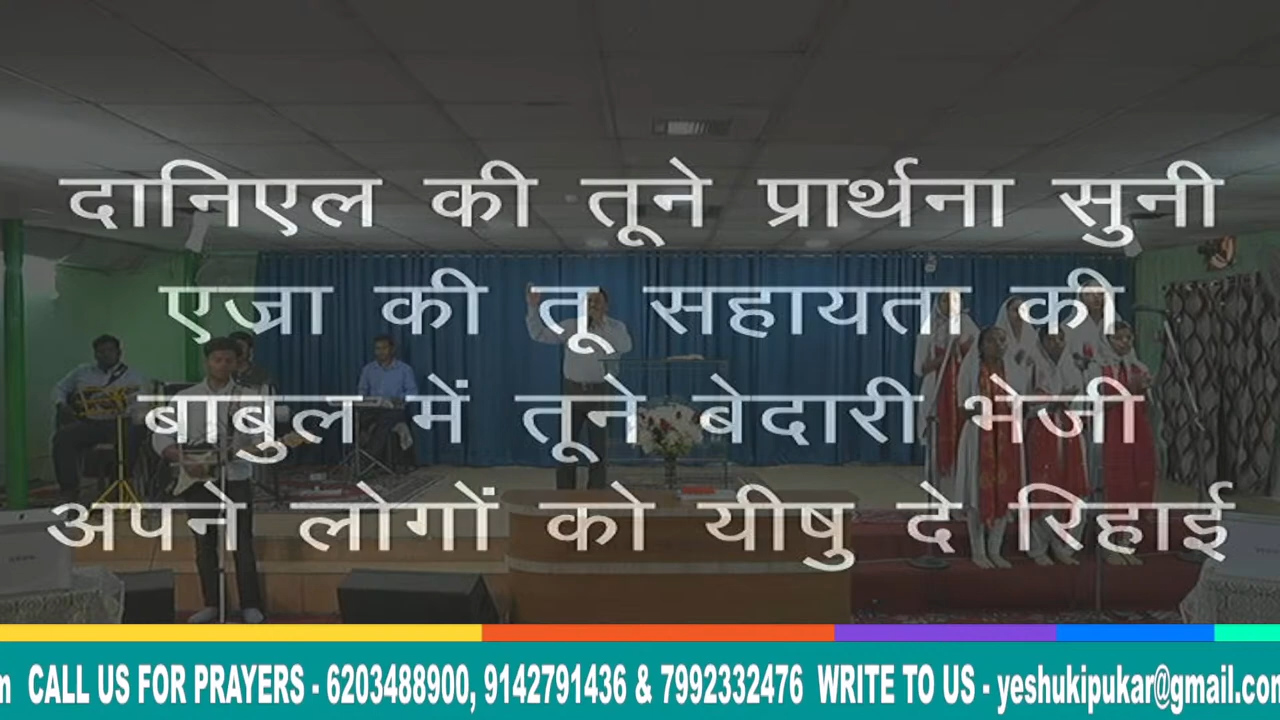 दानिएल की तूने प्रार्थना सुनी
एज्रा की तू सहायता की
बाबुल में तूने बेदारी भेजी
अपने लोगों को यीषु दे रिहाई
m CALL US FOR PRAYERS - 6203488900, 9142791436 & 7992332476 WRITE TO US - yeshukipukar@gmail.com